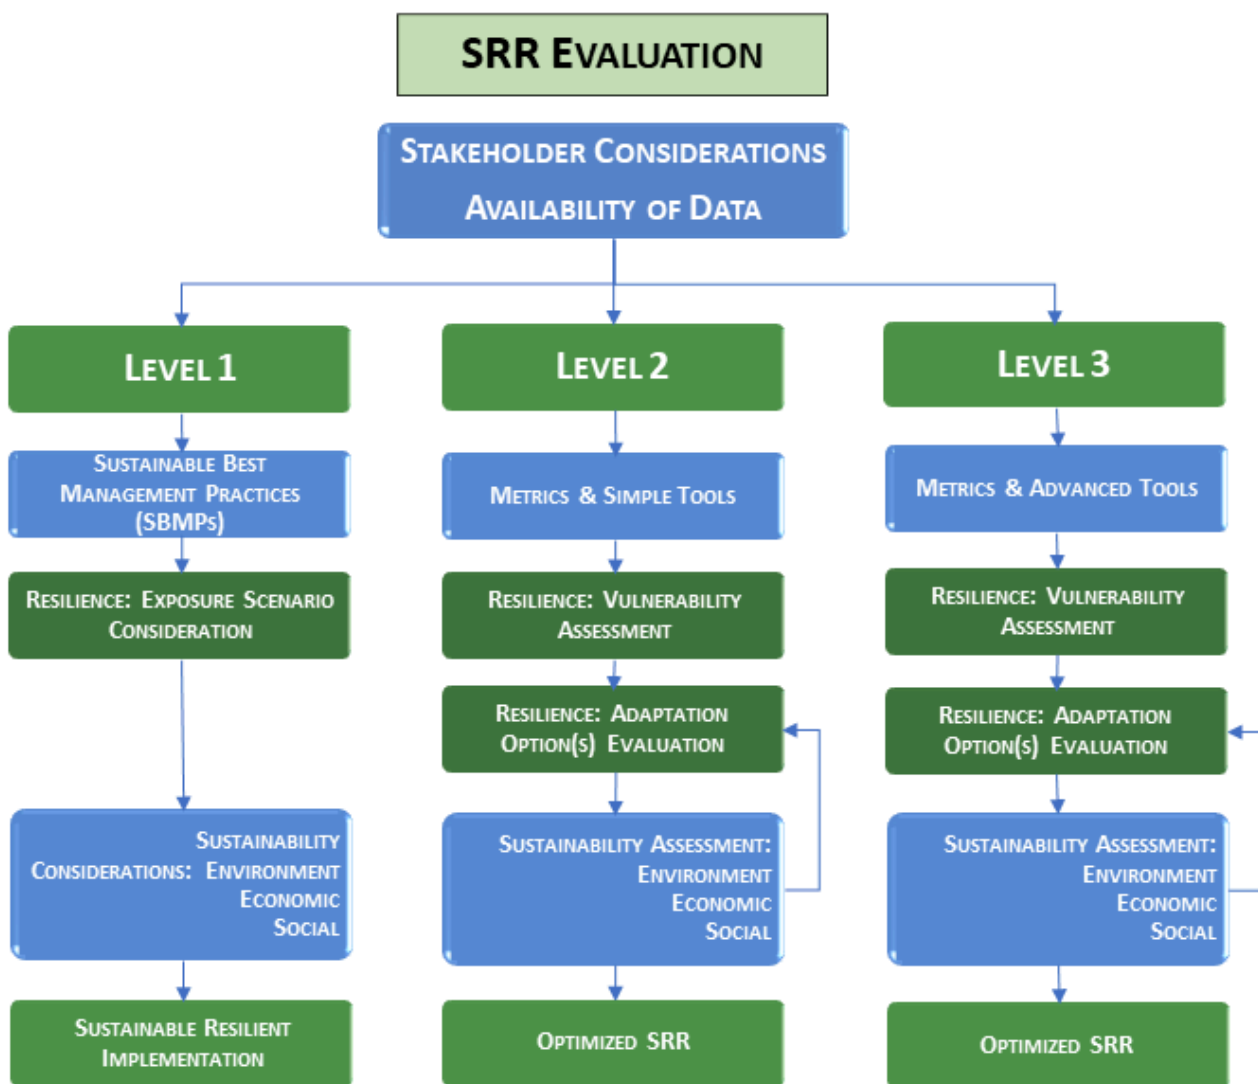 SRR EVALUATION
STAKEHOLDER CONSIDERATIONS
AVAILABILITY OF DATA
LEVEL 1
SUSTAINABLE BEST
MANAGEMENT PRACTICES
(SBMPS)
RESILIENCE: EXPOSURE SCENARIO
CONSIDERATION
SUSTAINABILITY
CONSIDERATIONS: ENVIRONMENT
ECONOMIC
SOCIAL
SUSTAINABLE RESILIENT
IMPLEMENTATION
LEVEL 2
METRICS & SIMPLE TOOLS
RESILIENCE: VULNERABILITY
ASSESSMENT
RESILIENCE: ADAPTATION
OPTION(S) EVALUATION
SUSTAINABILITY ASSESSMENT:
ENVIRONMENT
ECONOMIC
SOCIAL
OPTIMIZED SRR
LEVEL 3
METRICS & ADVANCED TOOLS
RESILIENCE: VULNERABILITY
ASSESSMENT
RESILIENCE: ADAPTATION
OPTION(S) EVALUATION
SUSTAINABILITY ASSESSMENT:
ENVIRONMENT
ECONOMIC
SOCIAL
OPTIMIZED SRR